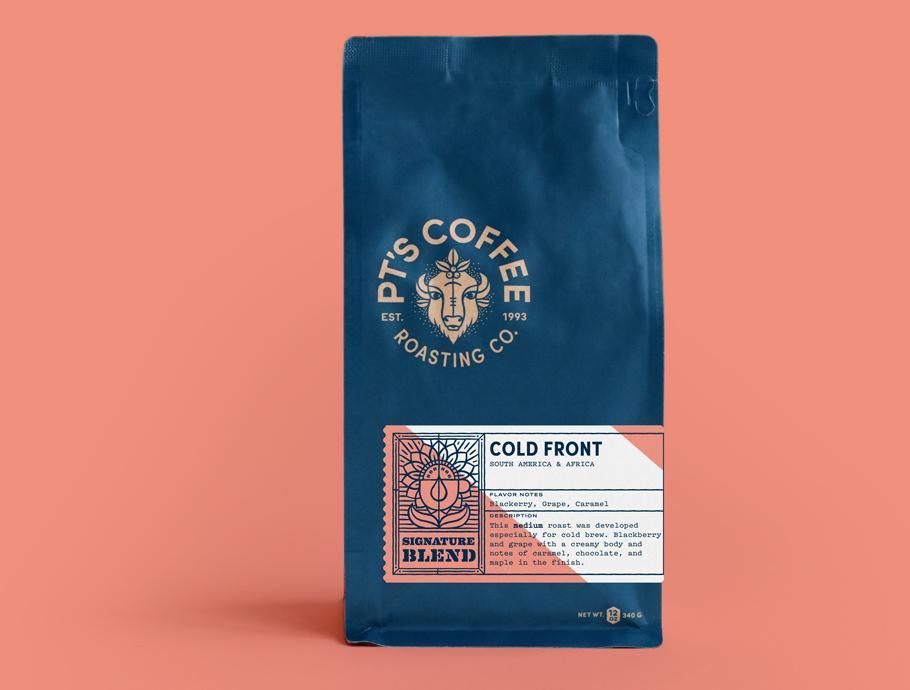 PT'S COFFEE
EST. 1993
ROASTING CO.
COLD FRONT
SOUTH AMERICA & AFRICA
FLAVOR NOTES
Blackerry, Grape, Caramel
DESCRIPTION
This medium roast was developed
especially for cold brew. Blackberry
and grape with a creamy body and
notes of caramel, chocolate, and
maple in the finish.
SIGNATURE
BLEND
NET WT. 12 OZ 340 G